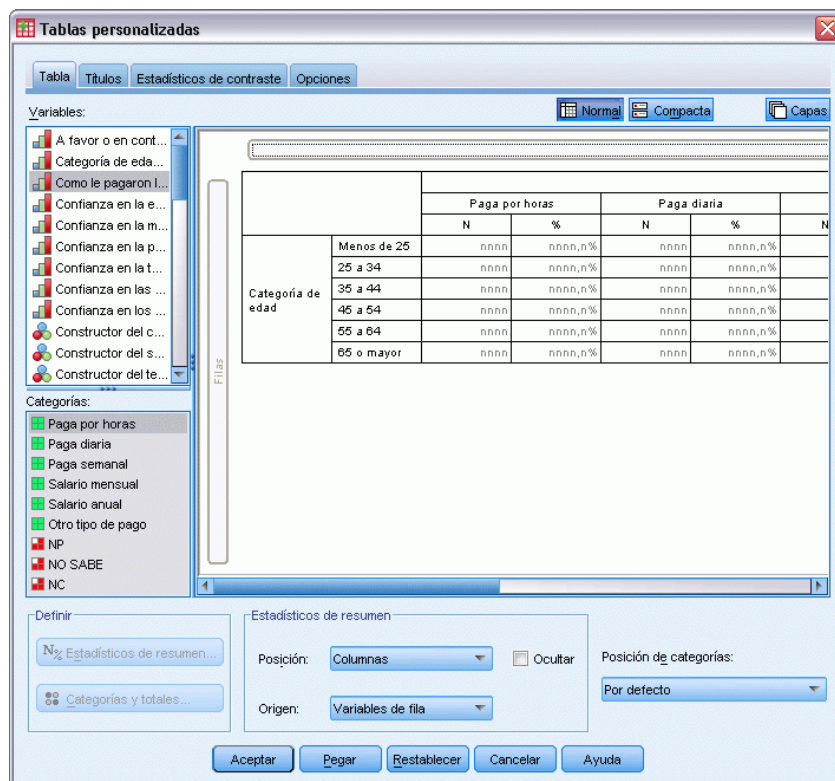 Tablas personalizadas
Tabla Títulos Estadísticos de contraste Opciones
Variables:
Normal Compacta Capas
A favor o en cont...
Categoría de eda...
Como le pagaron l...
Confianza en la e...
Confianza en la m...
Confianza en la p...
Confianza en la t...
Confianza en las ...
Confianza en los ...
Constructor del c...
Constructor del s...
Constructor del te...
Categorías:
Paga por horas
Paga diaria
Paga semanal
Salario mensual
Salario anual
Otro tipo de pago
NP
NO SABE
NC
Filas
Paga por horas Paga diaria
N % N % N
Categoría de edad
Menos de 25 nnnn nnnn,n% nnnn nnnn,n%
25 a 34 nnnn nnnn,n% nnnn nnnn,n%
35 a 44 nnnn nnnn,n% nnnn nnnn,n%
45 a 54 nnnn nnnn,n% nnnn nnnn,n%
55 a 64 nnnn nnnn,n% nnnn nnnn,n%
65 o mayor nnnn nnnn,n% nnnn nnnn,n%
Definir
N% Estadísticos de resumen...
Categorías y totales...
Estadísticos de resumen
Posición: Columnas Ocultar
Origen: Variables de fila
Posición de categorías:
Por defecto
Aceptar Pegar Restablecer Cancelar Ayuda